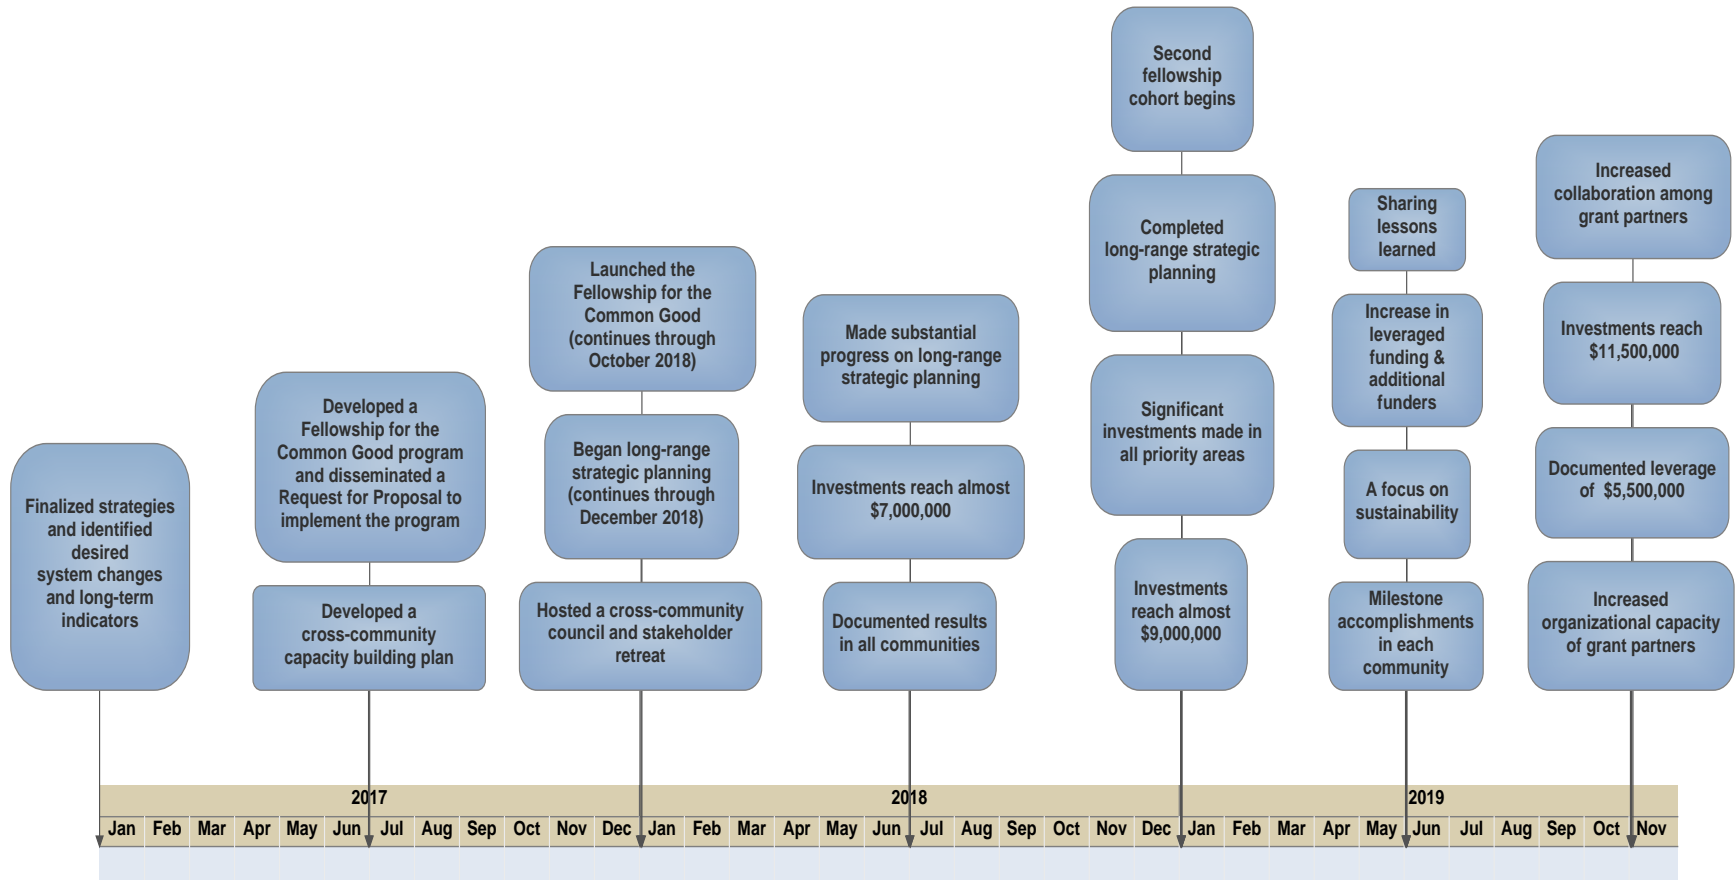 Finalized strategies
and identified
desired
system changes
and long-term
indicators
Developed a
Fellowship for the
Common Good program
and disseminated a
Request for Proposal to
implement the program
Developed a
cross-community
capacity building plan
Launched the
Fellowship for the
Common Good
(continues through
October 2018)
Began long-range
strategic planning
(continues through
December 2018)
Hosted a cross-community
council and stakeholder
retreat
Made substantial
progress on long-range
strategic planning
Investments reach almost
$7,000,000
Documented results
in all communities
Second
fellowship
cohort begins
Completed
long-range strategic
planning
Significant
investments made in
all priority areas
Investments
reach almost
$9,000,000
Sharing
lessons
learned
Increase in
leveraged
funding &
additional
funders
A focus on
sustainability
Milestone
accomplishments
in each
community
Increased
collaboration among
grant partners
Investments reach
$11,500,000
Documented leverage
of $5,500,000
Increased
organizational capacity
of grant partners
2017 2018 2019
Jan Feb Mar Apr May Jun Jul Aug Sep Oct Nov Dec Jan Feb Mar Apr May Jun Jul Aug Sep Oct Nov Dec Jan Feb Mar Apr May Jun Jul Aug Sep Oct Nov